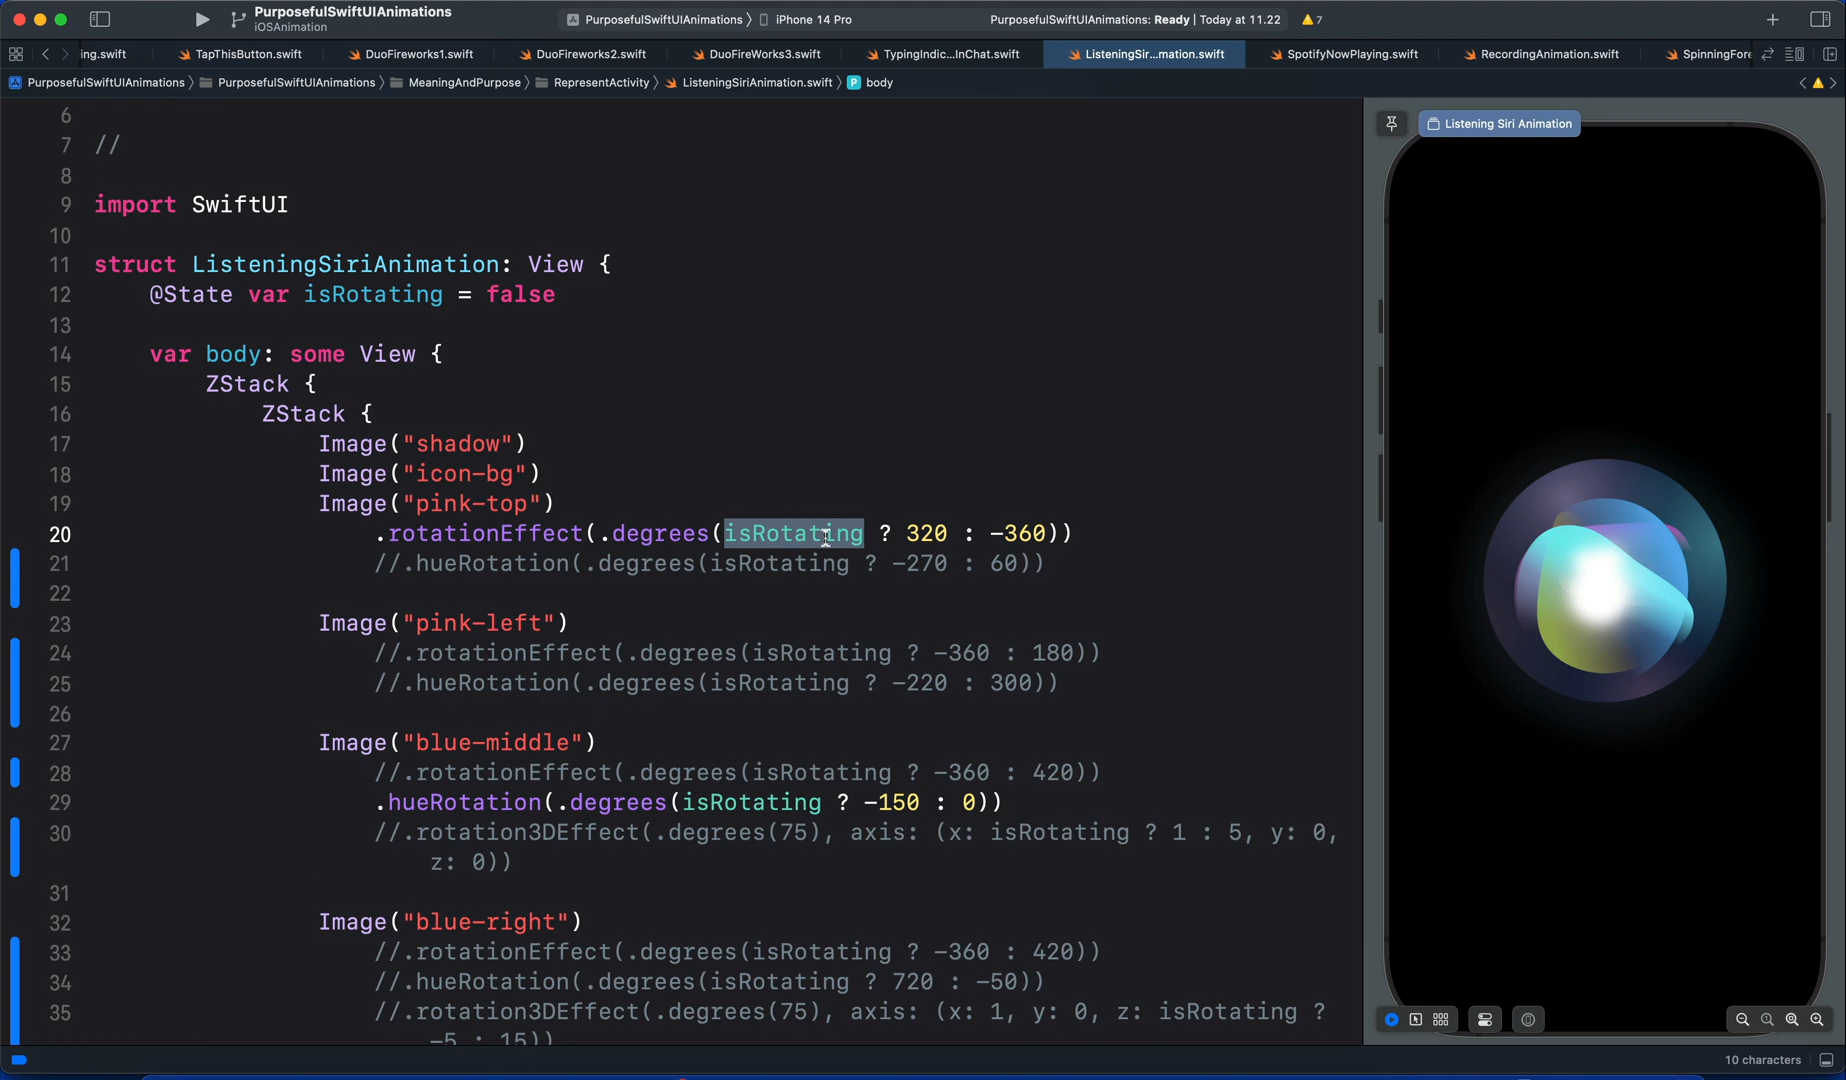 PurposefulSwiftUIAnimations
iOSAnimation
PurposefulSwiftUIAnimations 〉 iPhone 14 Pro
PurposefulSwiftUIAnimations: Ready | Today at 11.22
7
ing.swift
TapThisButton.swift
DuoFireworks1.swift
DuoFireworks2.swift
DuoFireWorks3.swift
TypingIndic...InChat.swift
ListeningSir...mation.swift
SpotifyNowPlaying.swift
RecordingAnimation.swift
SpinningFore
PurposefulSwiftUIAnimations 〉 PurposefulSwiftUIAnimations 〉 MeaningAndPurpose 〉 RepresentActivity 〉 ListeningSiriAnimation.swift 〉 P body
6
7 //
8
9 import SwiftUI
10
11 struct ListeningSiriAnimation: View {
12 @State var isRotating = false
13
14 var body: some View {
15 ZStack {
16 ZStack {
17 Image("shadow")
18 Image("icon-bg")
19 Image("pink-top")
20 .rotationEffect(.degrees(isRotating ? 320 : -360))
21 //.hueRotation(.degrees(isRotating ? -270 : 60))
22
23 Image("pink-left")
24 //.rotationEffect(.degrees(isRotating ? -360 : 180))
25 //.hueRotation(.degrees(isRotating ? -220 : 300))
26
27 Image("blue-middle")
28 //.rotationEffect(.degrees(isRotating ? -360 : 420))
29 .hueRotation(.degrees(isRotating ? -150 : 0))
30 //.rotation3DEffect(.degrees(75), axis: (x: isRotating ? 1 : 5, y: 0,
z: 0))
31
32 Image("blue-right")
33 //.rotationEffect(.degrees(isRotating ? -360 : 420))
34 //.hueRotation(.degrees(isRotating ? 720 : -50))
35 //.rotation3DEffect(.degrees(75), axis: (x: 1, y: 0, z: isRotating ?
-5 : 15))
Listening Siri Animation
10 characters